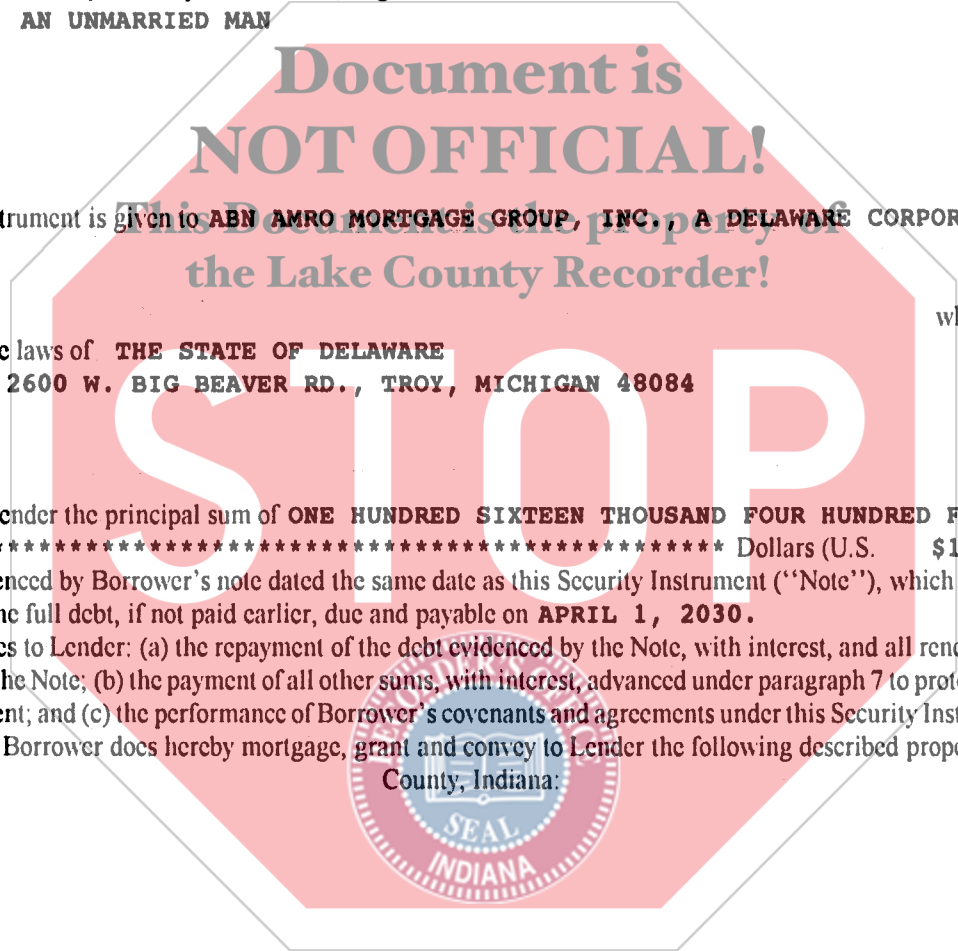 AN UNMARRIED MAN
Document is
NOT OFFICIAL!
trument is given to ABN AMRO MORTGAGE GROUP, INC., A DELAWARE CORPOR
This Document is the property of
the Lake County Recorder!
wh
c laws of THE STATE OF DELAWARE
2600 W. BIG BEAVER RD., TROY, MICHIGAN 48084
STOP
ender the principal sum of ONE HUNDRED SIXTEEN THOUSAND FOUR HUNDRED F
************************************************ Dollars (U.S. $1
enced by Borrower's note dated the same date as this Security Instrument (“Note”), which
he full debt, if not paid earlier, due and payable on APRIL 1, 2030.
es to Lender: (a) the repayment of the debt evidenced by the Note, with interest, and all rene
he Note; (b) the payment of all other sums, with interest, advanced under paragraph 7 to prote
ent; and (c) the performance of Borrower's covenants and agreements under this Security Inst
Borrower does hereby mortgage, grant and convey to Lender the following described prope
County, Indiana:
RECORDER'S OFFICE
SEAL
INDIANA